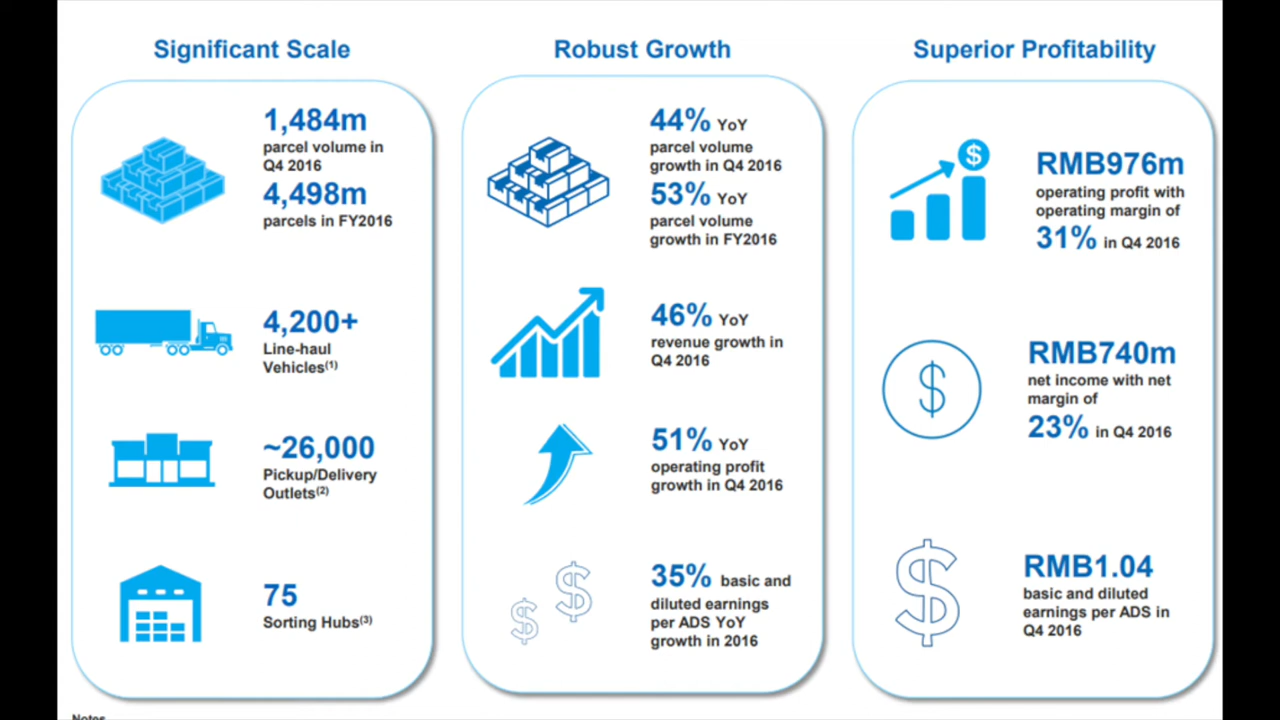 Significant Scale
1,484m
parcel volume in
Q4 2016
4,498m
parcels in FY2016
4,200+
Line-haul
Vehicles(1)
~26,000
Pickup/Delivery
Outlets(2)
75
Sorting Hubs(3)
Robust Growth
44% YoY
parcel volume
growth in Q4 2016
53% YoY
parcel volume
growth in FY2016
46% YoY
revenue growth in
Q4 2016
51% YoY
operating profit
growth in Q4 2016
35% basic and
diluted earnings
per ADS YoY
growth in 2016
Superior Profitability
$
RMB976m
operating profit with
operating margin of
31% in Q4 2016
$
RMB740m
net income with net
margin of
23% in Q4 2016
$
RMB1.04
basic and diluted
earnings per ADS in
Q4 2016
Notes